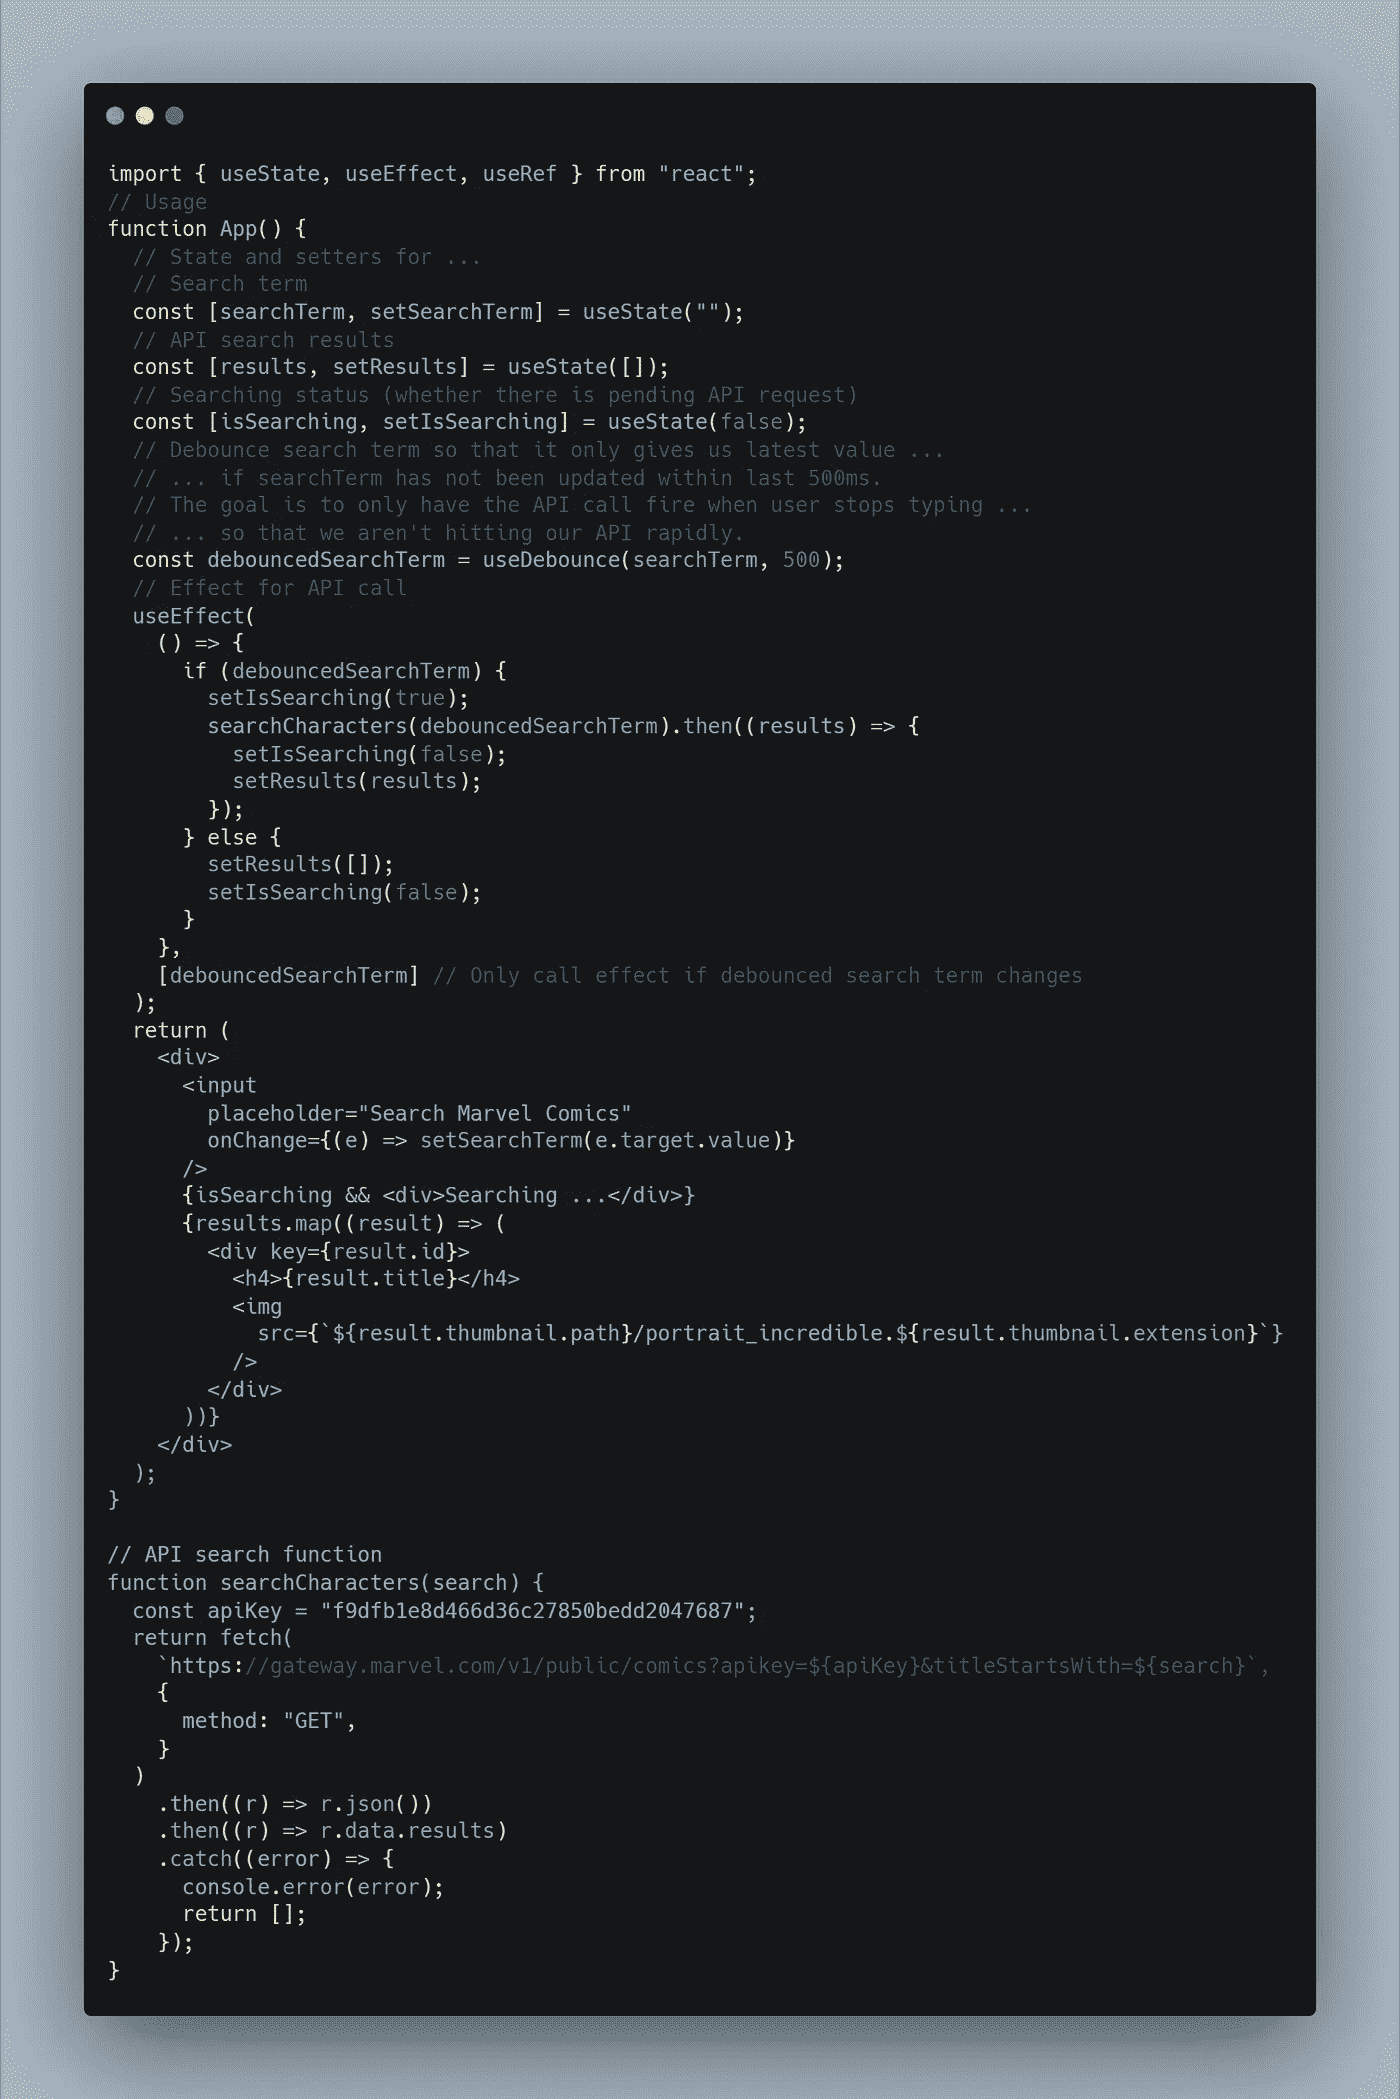 import { useState, useEffect, useRef } from "react";
// Usage
function App() {
  // State and setters for ...
  // Search term
  const [searchTerm, setSearchTerm] = useState("");
  // API search results
  const [results, setResults] = useState([]);
  // Searching status (whether there is pending API request)
  const [isSearching, setIsSearching] = useState(false);
  // Debounce search term so that it only gives us latest value ...
  // ... if searchTerm has not been updated within last 500ms.
  // The goal is to only have the API call fire when user stops typing ...
  // ... so that we aren't hitting our API rapidly.
  const debouncedSearchTerm = useDebounce(searchTerm, 500);
  // Effect for API call
  useEffect(
    () => {
      if (debouncedSearchTerm) {
        setIsSearching(true);
        searchCharacters(debouncedSearchTerm).then((results) => {
          setIsSearching(false);
          setResults(results);
        });
      } else {
        setResults([]);
        setIsSearching(false);
      }
    },
    [debouncedSearchTerm] // Only call effect if debounced search term changes
  );
  return (
    <div>
      <input
        placeholder="Search Marvel Comics"
        onChange={(e) => setSearchTerm(e.target.value)}
      />
      {isSearching && <div>Searching ...</div>}
      {results.map((result) => (
        <div key={result.id}>
          <h4>{result.title}</h4>
          <img
            src={`${result.thumbnail.path}/portrait_incredible.${result.thumbnail.extension}`}
          />
        </div>
      ))}
    </div>
  );
}

// API search function
function searchCharacters(search) {
  const apiKey = "f9dfb1e8d466d36c27850bedd2047687";
  return fetch(
    `https://gateway.marvel.com/v1/public/comics?apikey=${apiKey}&titleStartsWith=${search}`,
    {
      method: "GET",
    }
  )
    .then((r) => r.json())
    .then((r) => r.data.results)
    .catch((error) => {
      console.error(error);
      return [];
    });
}